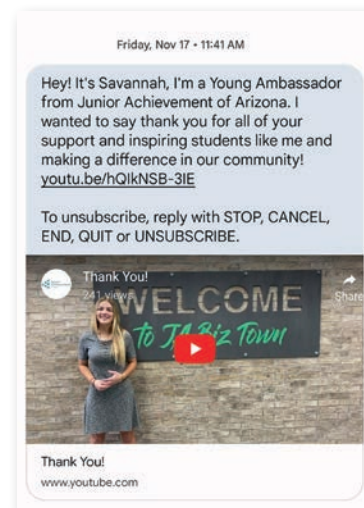 Friday, Nov 17 • 11:41 AM
Hey! It's Savannah, I'm a Young Ambassador
from Junior Achievement of Arizona. I
wanted to say thank you for all of your
support and inspiring students like me and
making a difference in our community!
youtu.be/hQIkNSB-3IE
To unsubscribe, reply with STOP, CANCEL,
END, QUIT or UNSUBSCRIBE.
Thank You!
241 views
Share
WELCOME
to JA Biz Town
Thank You!
www.youtube.com